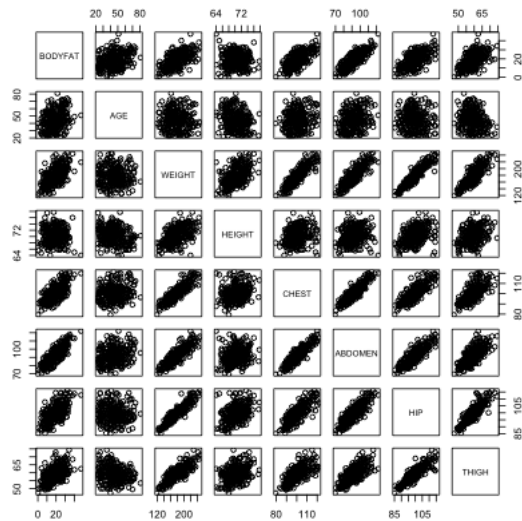 20 50 80
64 72
70 100
50 65
BODYFAT
0 20
20 50 80
AGE
WEIGHT
120 200
64 72
HEIGHT
CHEST
80 110
70 100
ABDOMEN
HIP
85 105
50 65
THIGH
0 20
120 200
80 110
85 105